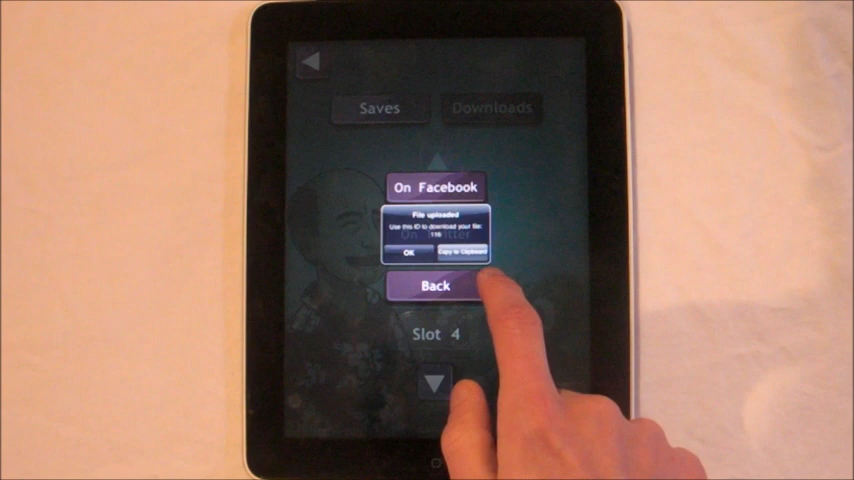 Saves
Downloads
On Facebook
File uploaded
Use this ID to download your file:
116
OK
Copy to Clipboard
Back
Slot 4